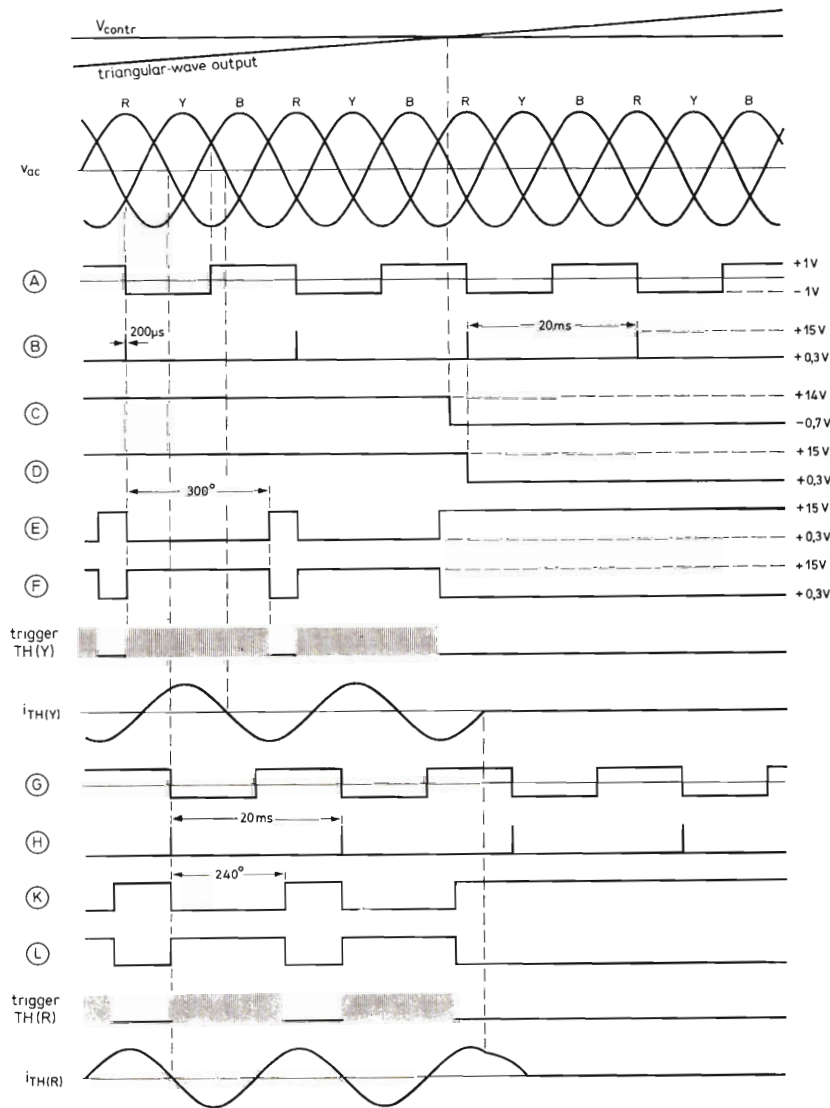 Vcontr
triangular-wave output
R Y B R Y B R Y B R Y B
vac
A +1V
-1V
200µs 20ms
B +15V
+0,3V
C +14V
-0,7V
D +15V
+0,3V
300°
E +15V
+0,3V
F +15V
+0,3V
trigger
TH(Y)
iTH(Y)
G
20ms
H
240°
K
L
trigger
TH(R)
iTH(R)